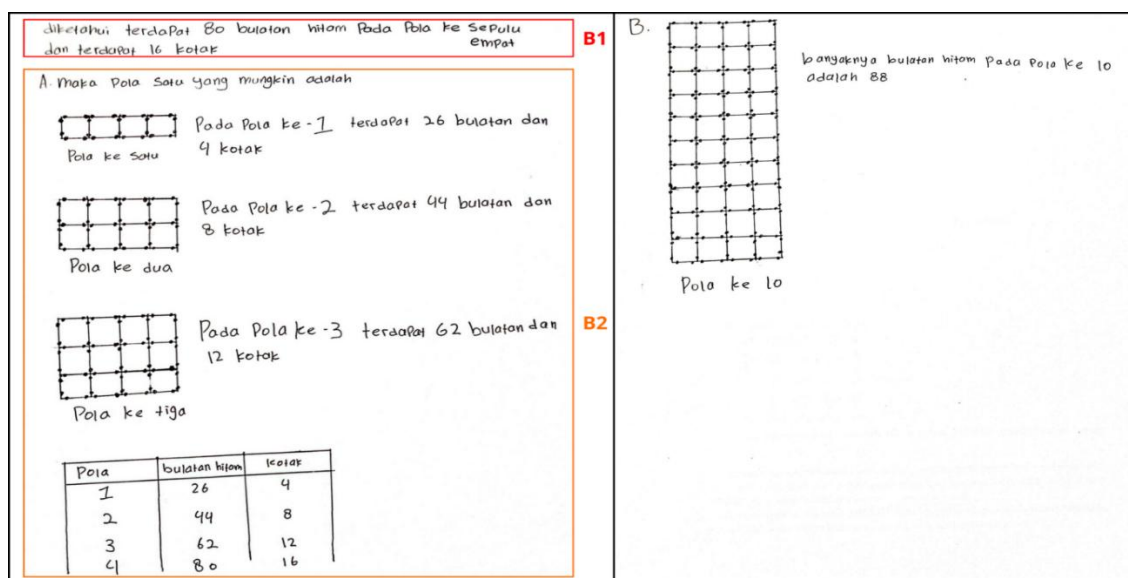 diketahui terdapat 80 bulatan hitam Pada Pola ke Sepulu
empat
dan terdapat 16 kotak
B1
A. Maka Pola Satu yang mungkin adalah
Pada Pola ke-1 terdapat 26 bulatan dan
4 kotak
Pola ke Satu
Pada Pola ke-2 terdapat 44 bulatan dan
8 kotak
Pola ke dua
B2
Pada Pola ke-3 terdapat 62 bulatan dan
12 kotak
Pola ke tiga
Pola bulatan hitam kotak
1 26 4
2 44 8
3 62 12
4 80 16
B.
banyaknya bulatan hitam Pada Pola ke 10
adalah 88
Pola ke 10